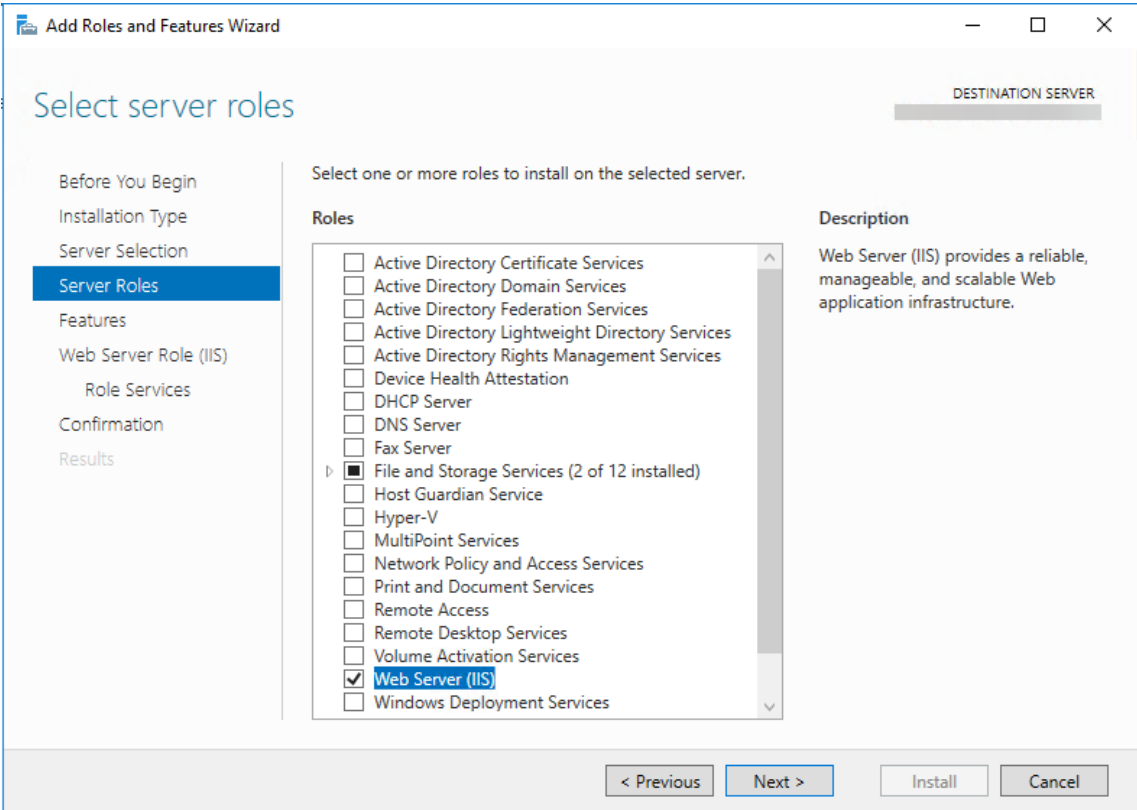 Add Roles and Features Wizard
Select server roles
DESTINATION SERVER
Before You Begin
Installation Type
Server Selection
Server Roles
Features
Web Server Role (IIS)
Role Services
Confirmation
Results
Select one or more roles to install on the selected server.
Roles
Active Directory Certificate Services
Active Directory Domain Services
Active Directory Federation Services
Active Directory Lightweight Directory Services
Active Directory Rights Management Services
Device Health Attestation
DHCP Server
DNS Server
Fax Server
File and Storage Services (2 of 12 installed)
Host Guardian Service
Hyper-V
MultiPoint Services
Network Policy and Access Services
Print and Document Services
Remote Access
Remote Desktop Services
Volume Activation Services
Web Server (IIS)
Windows Deployment Services
Description
Web Server (IIS) provides a reliable,
manageable, and scalable Web
application infrastructure.
< Previous
Next >
Install
Cancel